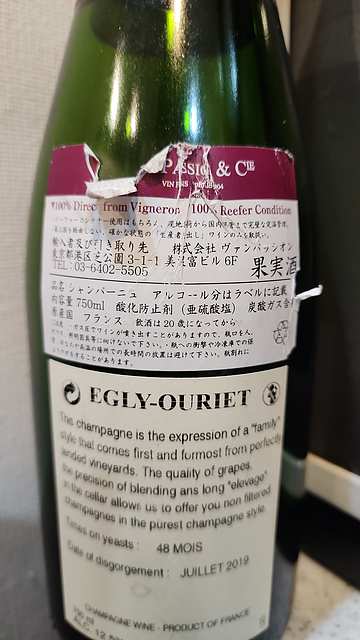 PASSION & CIE
VIN FINS
100% Direct from Vigneron 100% Reefer Condition
輸入者及び引き取り先 株式会社 ヴァンパッシオン
東京都港区芝公園3-1-1 美支富ビル 6F
TEL: 03-6402-5505
果実酒
品名 シャンパーニュ アルコール分はラベルに記載
内容量 750ml 酸化防止剤(亜硫酸塩) 炭酸ガス含有
原産国 フランス 飲酒は20歳になってから
EGLY-OURIET
This champagne is the expression of a "family"
style that comes first and formost from perfectly
blended vineyards. The quality of grapes,
the precision of blending ans long "elevage"
in the cellar allows us to offer you non filtered
champagnes in the purest champagne style.
Times on yeasts : 48 MOIS
Date of disgorgement : JUILLET 2019
CHAMPAGNE WINE - PRODUCT OF FRANCE
750 Ml
ALC. 12